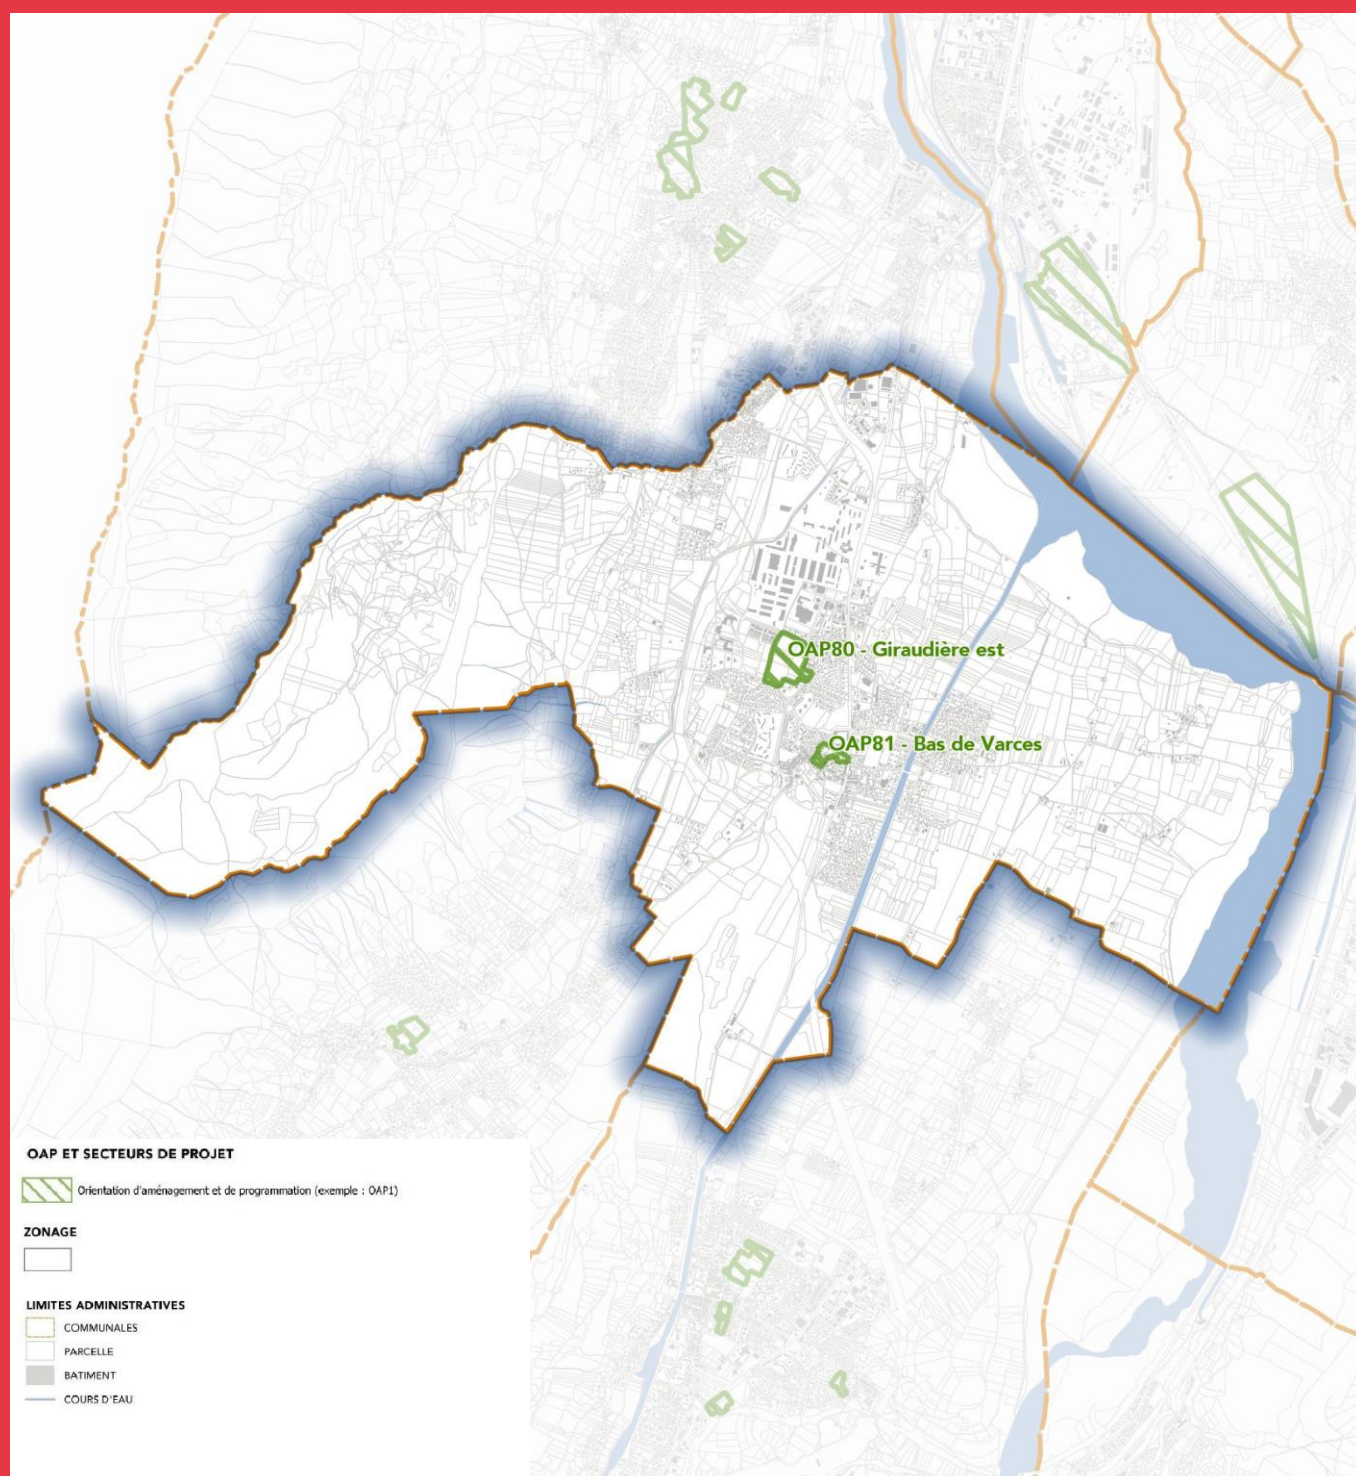 OAP80 - Giraudière est
OAP81 - Bas de Varces
OAP ET SECTEURS DE PROJET
Orientation d'aménagement et de programmation (exemple : OAP1)
ZONAGE
LIMITES ADMINISTRATIVES
COMMUNALES
PARCELLE
BATIMENT
COURS D'EAU